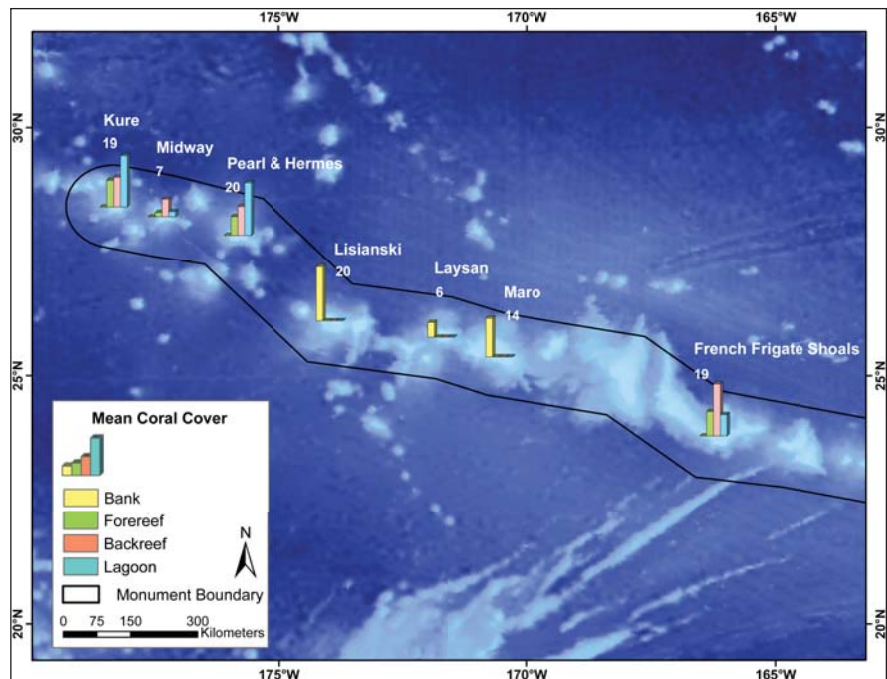 175°W 170°W 165°W
30°N 30°N
Kure
19
Midway
7
Pearl & Hermes
20
Lisianski
20
Laysan
6
Maro
14
French Frigate Shoals
19
25°N 25°N
Mean Coral Cover
Bank
Forereef
Backreef
Lagoon
Monument Boundary
N
0 75 150 300
Kilometers
20°N 20°N
175°W 170°W 165°W